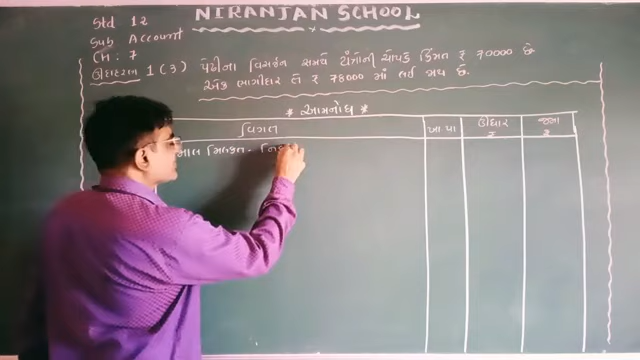 NIRANJAN SCHOOL
Std 12
Sub Account
CH : 7
ઉદાહરણ 1 (3) પેઢીના વિસર્જન સમયે યંત્રોની ચોપડે કિંમત ₹ 70000 છે
એક ભાગીદાર તે ₹ 78000 માં લઈ જાય છે.
* આમનોંધ *
વિગત ખા.પા ઉધાર ₹ જમા ₹
માલ મિલકત - નિ